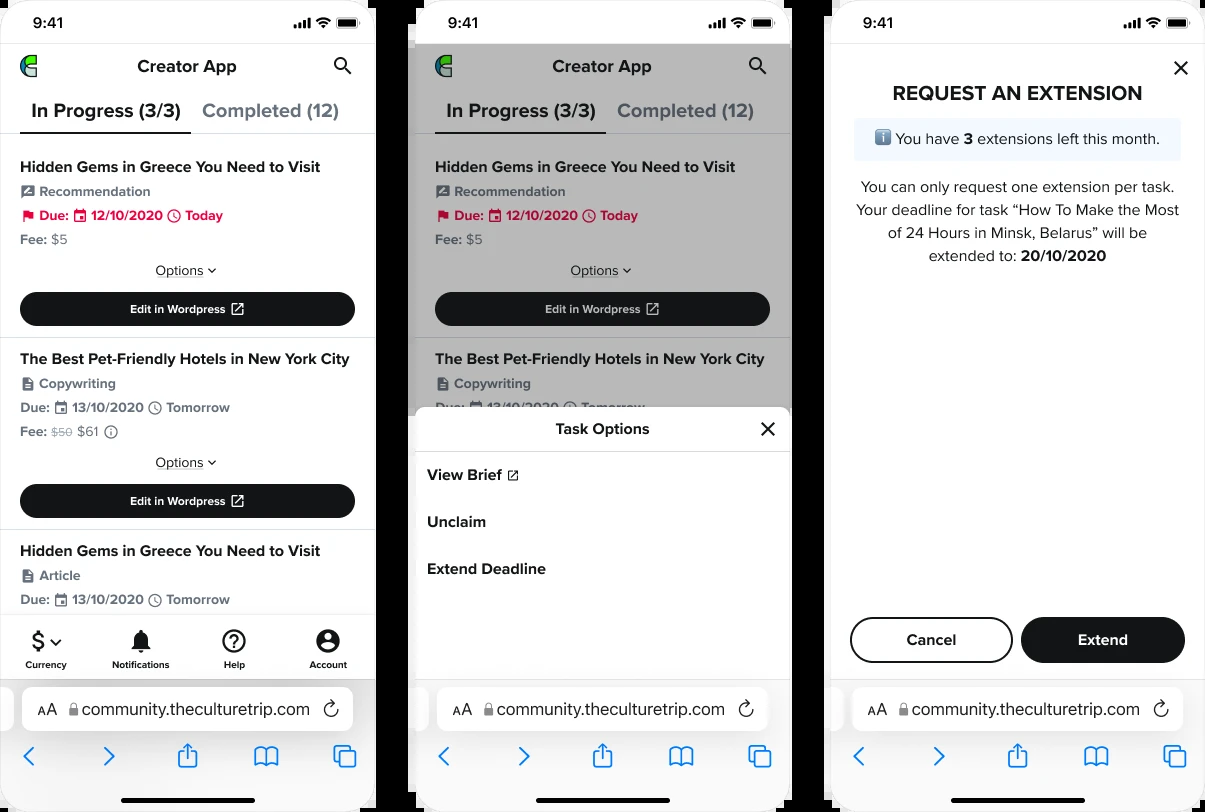 9:41
Creator App
In Progress (3/3) Completed (12)
Hidden Gems in Greece You Need to Visit
Recommendation
Due: 12/10/2020 Today
Fee: $5
Options
Edit in Wordpress
The Best Pet-Friendly Hotels in New York City
Copywriting
Due: 13/10/2020 Tomorrow
Fee: $50 $61
Options
Edit in Wordpress
Hidden Gems in Greece You Need to Visit
Article
Due: 13/10/2020 Tomorrow
Currency Notifications Help Account
AA community.theculturetrip.com
9:41
Creator App
In Progress (3/3) Completed (12)
Hidden Gems in Greece You Need to Visit
Recommendation
Due: 12/10/2020 Today
Fee: $5
Options
Edit in Wordpress
The Best Pet-Friendly Hotels in New York City
Copywriting
Due: 13/10/2020 Tomorrow
Task Options
View Brief
Unclaim
Extend Deadline
AA community.theculturetrip.com
9:41
REQUEST AN EXTENSION
You have 3 extensions left this month.
You can only request one extension per task.
Your deadline for task “How To Make the Most
of 24 Hours in Minsk, Belarus” will be
extended to: 20/10/2020
Cancel Extend
AA community.theculturetrip.com